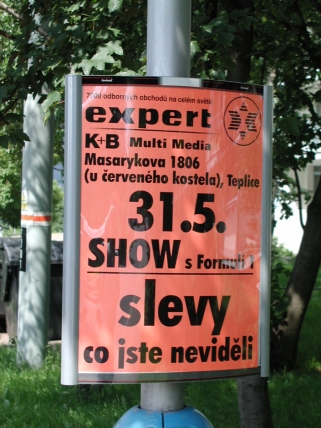 7500 odborných obchodů na celém světě
expert
K+B Multi Media
Masarykova 1806
(u červeného kostela), Teplice
31.5.
SHOW s Formulí 1
slevy
co jste neviděli